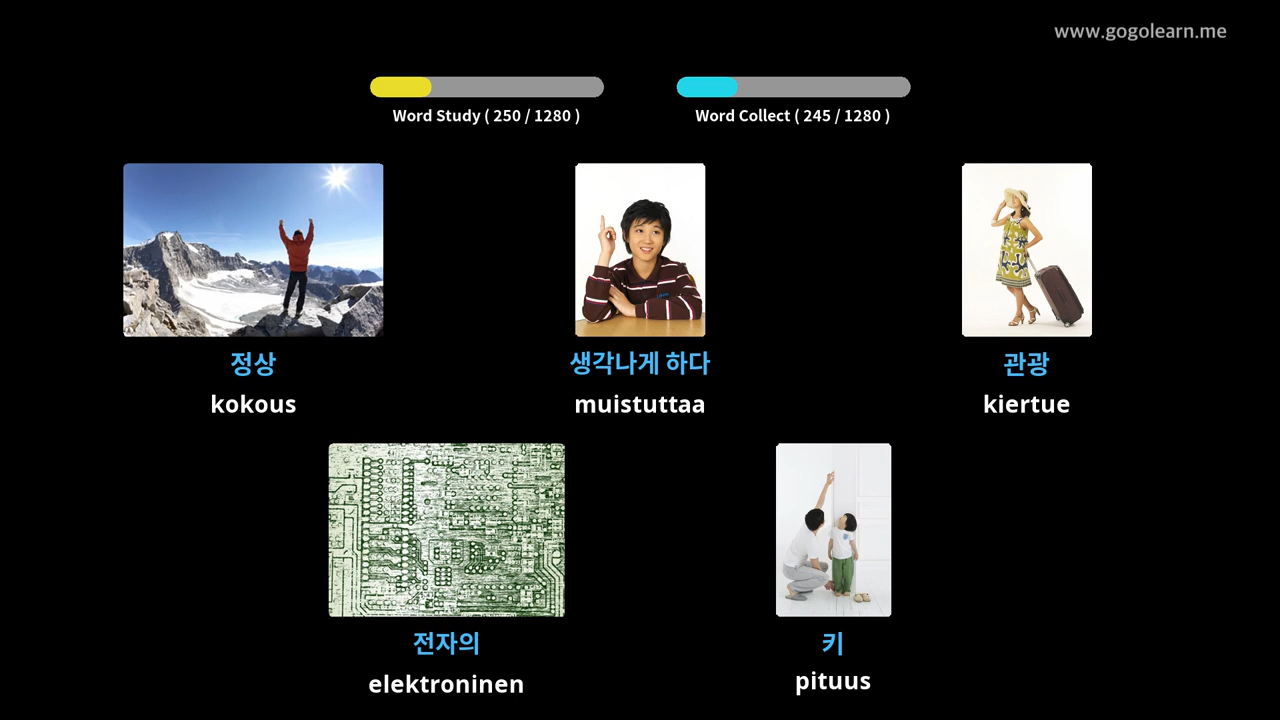 www.gogolearn.me
Word Study ( 250 / 1280 )
Word Collect ( 245 / 1280 )
정상
생각나게 하다
관광
kokous
muistuttaa
kiertue
전자의
키
elektroninen
pituus